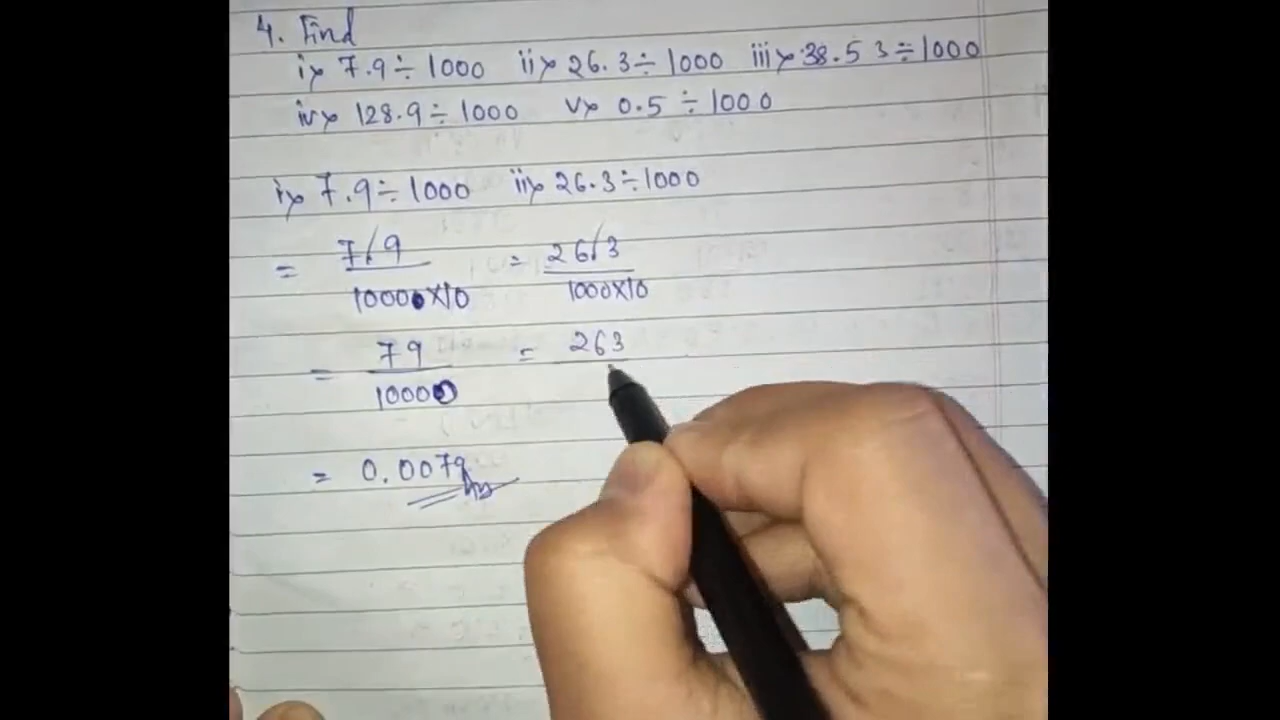 4. Find
i> 7.9÷1000 ii> 26.3÷1000 iii> 38.53÷1000
iv> 128.9÷1000 v> 0.5÷1000
i> 7.9÷1000 ii> 26.3÷1000
= 7.9 = 26.3
10000×10 1000×10
= 79 = 263
10000
= 0.0079